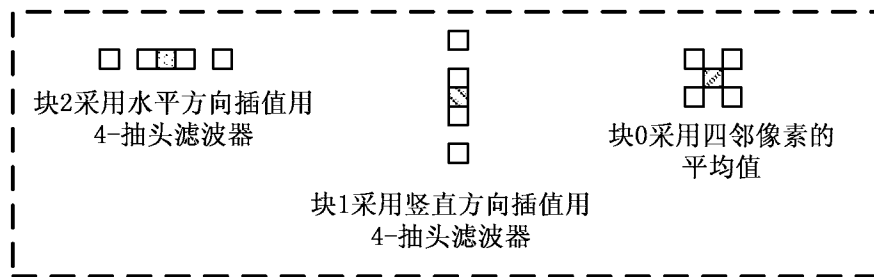 块2采用水平方向插值用
4-抽头滤波器
块1采用竖直方向插值用
4-抽头滤波器
块0采用四邻像素的
平均值